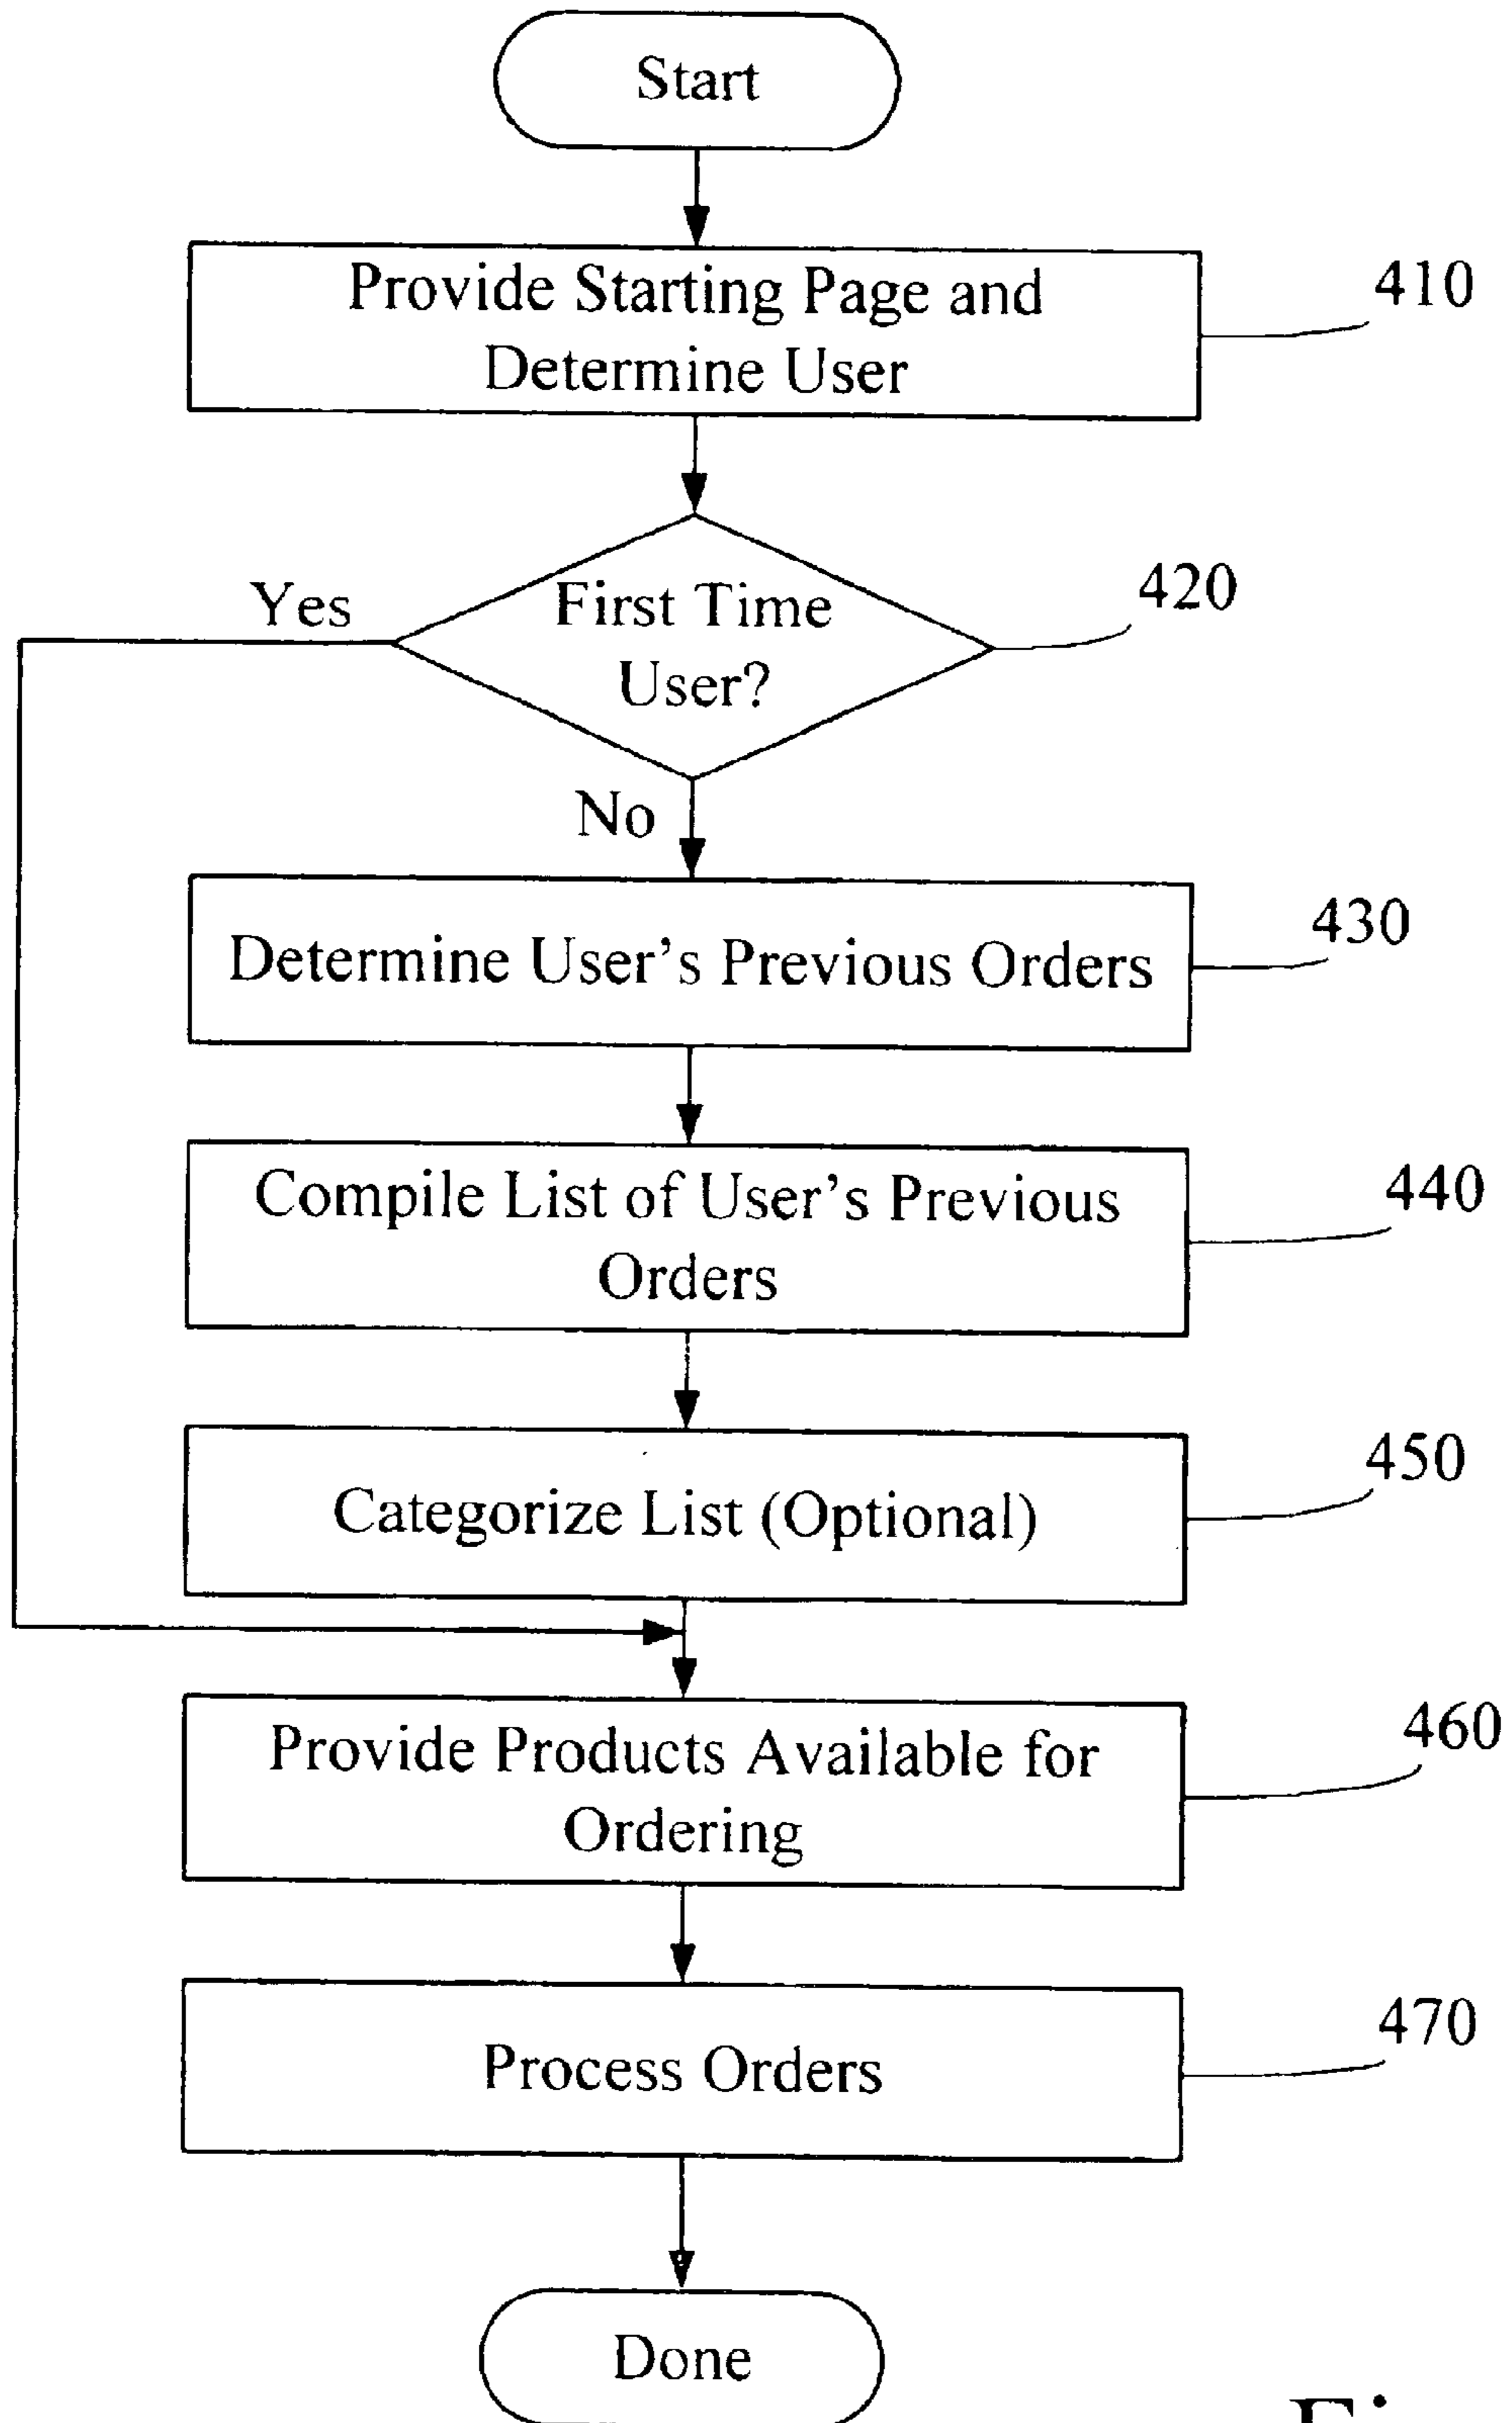 Start
Provide Starting Page and
Determine User
410
Yes
First Time
User?
420
No
Determine User’s Previous Orders
430
Compile List of User’s Previous
Orders
440
Categorize List (Optional)
450
Provide Products Available for
Ordering
460
Process Orders
470
Done